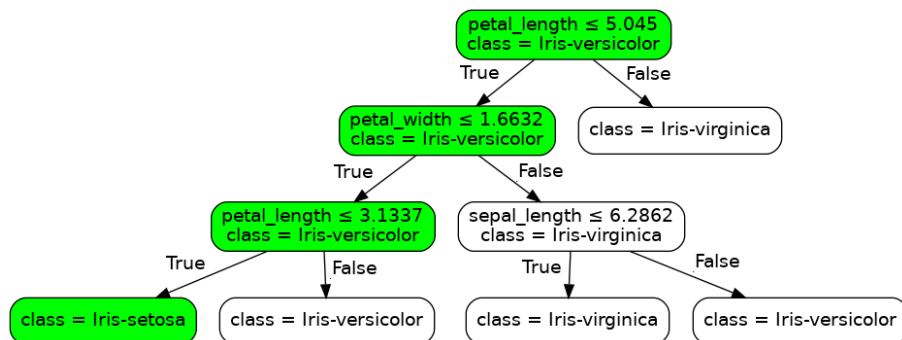 petal_length ≤ 5.045
class = Iris-versicolor
True
False
petal_width ≤ 1.6632
class = Iris-versicolor
class = Iris-virginica
True
False
petal_length ≤ 3.1337
class = Iris-versicolor
sepal_length ≤ 6.2862
class = Iris-virginica
True
False
True
False
class = Iris-setosa
class = Iris-versicolor
class = Iris-virginica
class = Iris-versicolor